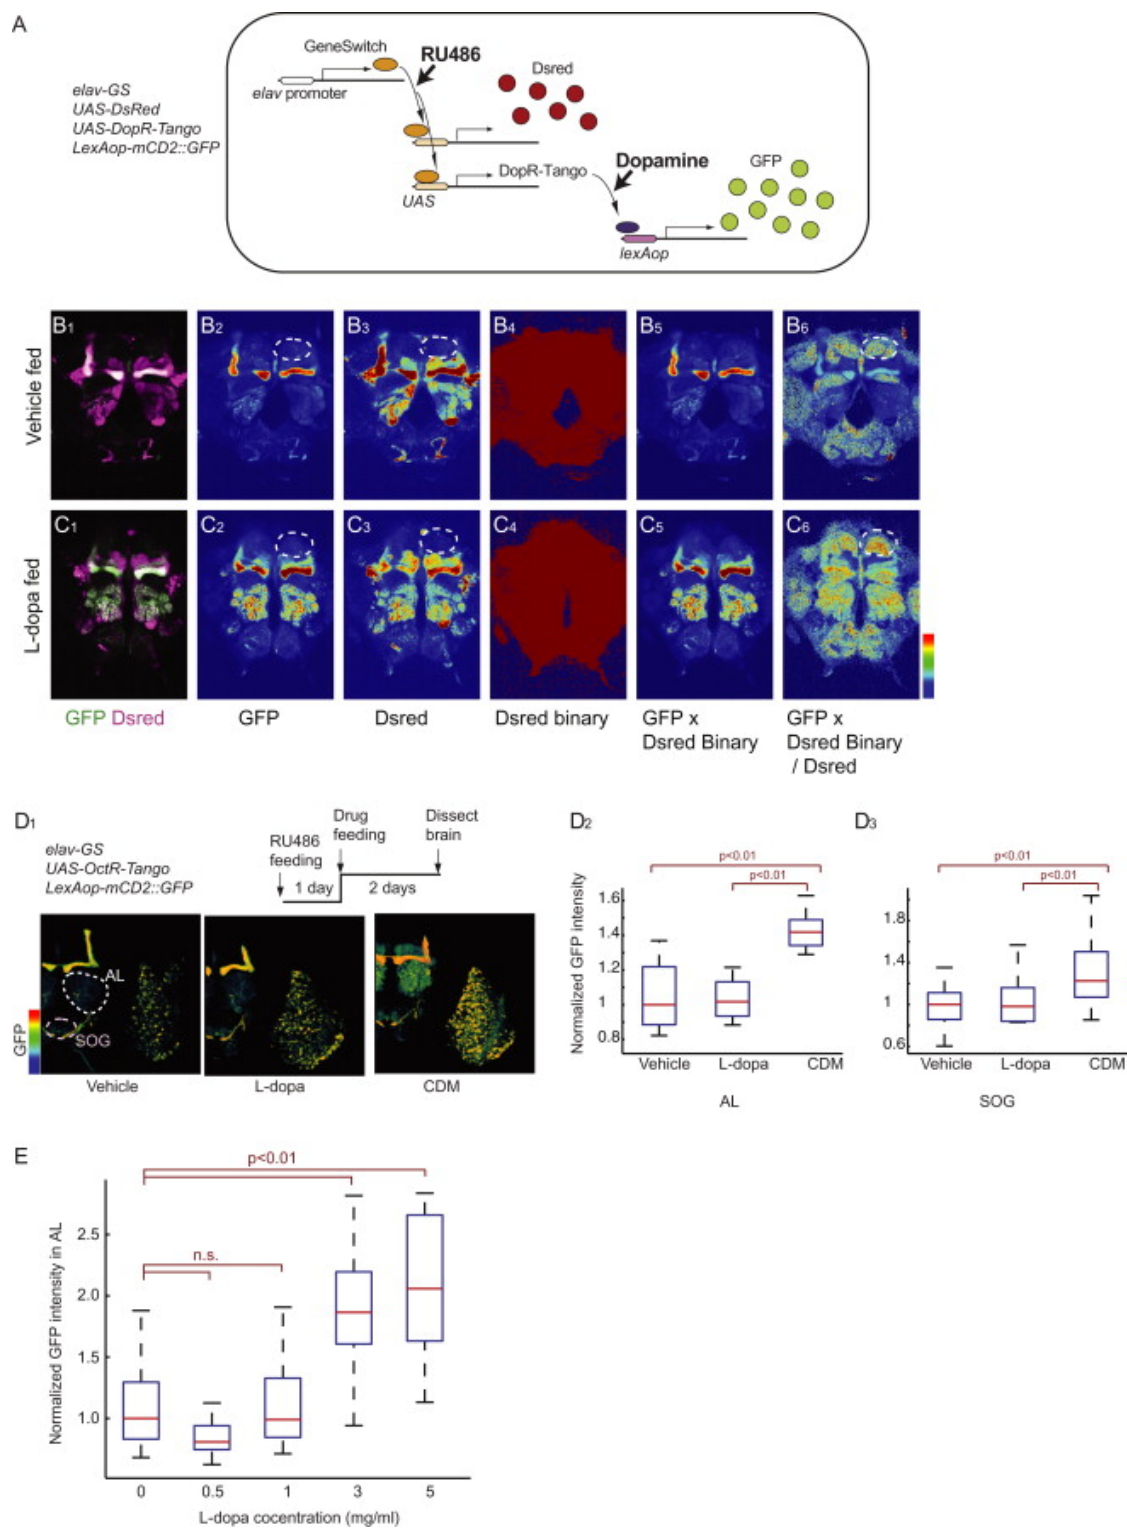 A
GeneSwitch
RU486
Dsred
elav promoter
elav-GS
UAS-DsRed
UAS-DopR-Tango
LexAop-mCD2::GFP
DopR-Tango
Dopamine
GFP
UAS
lexAop
B1
B2
B3
B4
B5
B6
Vehicle fed
C1
C2
C3
C4
C5
C6
L-dopa fed
GFP Dsred
GFP
Dsred
Dsred binary
GFP x
Dsred Binary
GFP x
Dsred Binary
/ Dsred
D1
elav-GS
UAS-OctR-Tango
LexAop-mCD2::GFP
RU486
feeding
Drug
feeding
Dissect
brain
1 day
2 days
AL
SOG
GFP
Vehicle
L-dopa
CDM
D2
p<0.01
p<0.01
Normalized GFP intensity
1.6
1.4
1.2
1
0.8
Vehicle
L-dopa
CDM
AL
D3
p<0.01
p<0.01
1.8
1.4
1
0.6
Vehicle
L-dopa
CDM
SOG
E
p<0.01
n.s.
Normalized GFP intensity in AL
2.5
2.0
1.5
1.0
0
0.5
1
3
5
L-dopa cocentration (mg/ml)